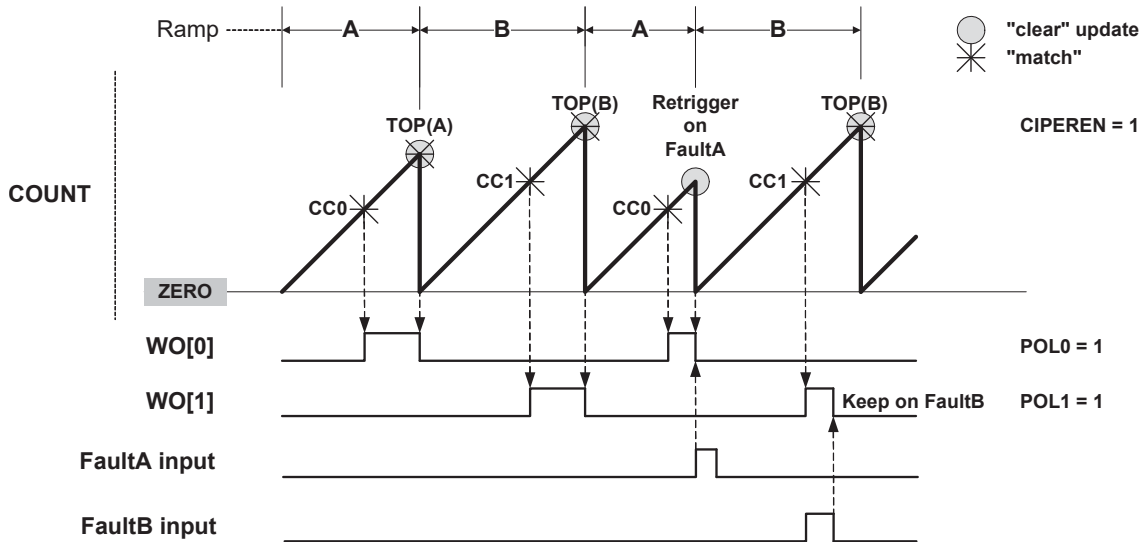 Ramp A B A B "clear" update
"match"
TOP(A) TOP(B) Retrigger TOP(B) CIPEREN = 1
on
FaultA
COUNT CC0 CC1 CC0 CC1
ZERO
WO[0] POL0 = 1
WO[1] Keep on FaultB POL1 = 1
FaultA input
FaultB input